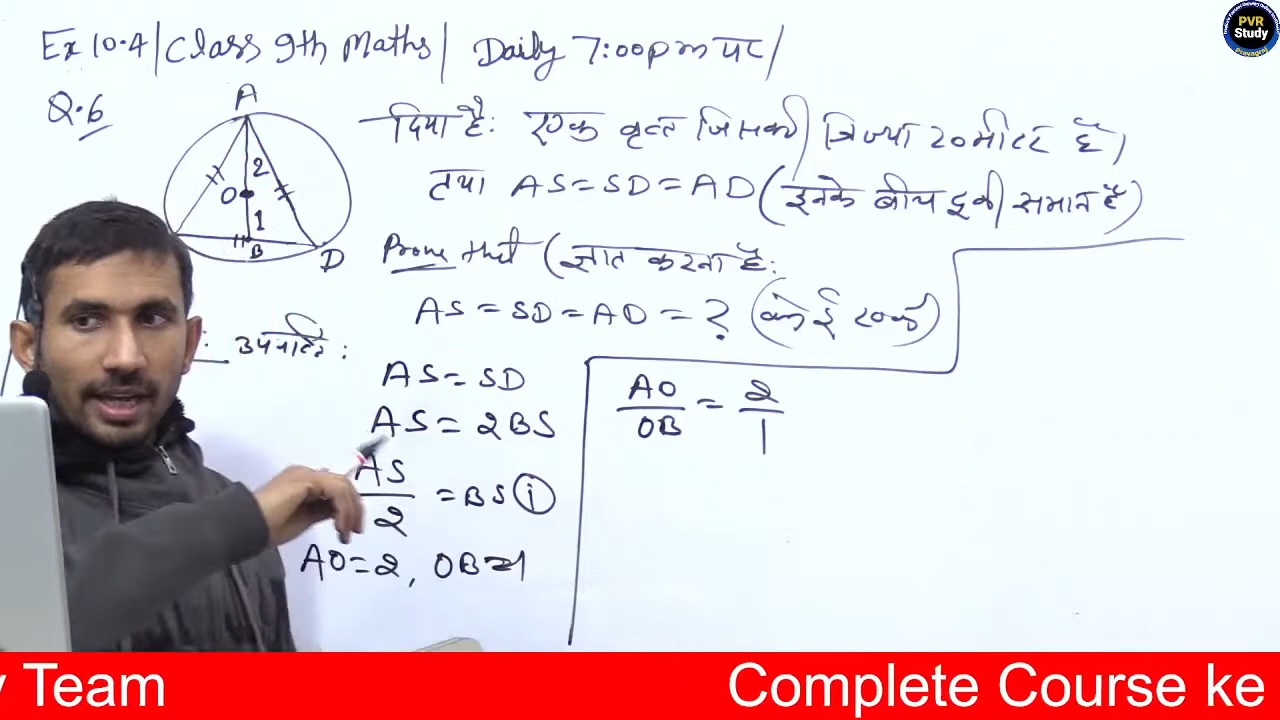 Ex 10.4 | Class 9th Maths | Daily 7:00pm पर |
PVR Study
Prayagraj
Q.6
A
2
O
1
B
D
दिया है: एक वृत्त जिसकी त्रिज्या 20 मीटर है।
तथा AS = SD = AD (इनके बीच दूरी समान है)
Prove that (ज्ञात करना है:
AS = SD = AD = ?
: उपपत्ति :
AS = SD
AS = 2BS
AS/2 = BS (i)
AO = 2, OB = 1
AO/OB = 2/1
y Team Complete Course ke